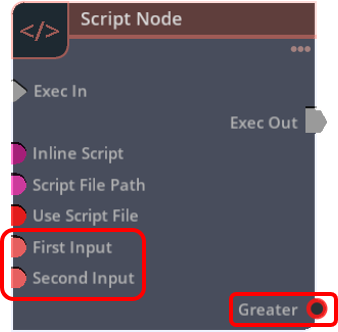 </>
Script Node
Exec In
Exec Out
Inline Script
Script File Path
Use Script File
First Input
Second Input
Greater